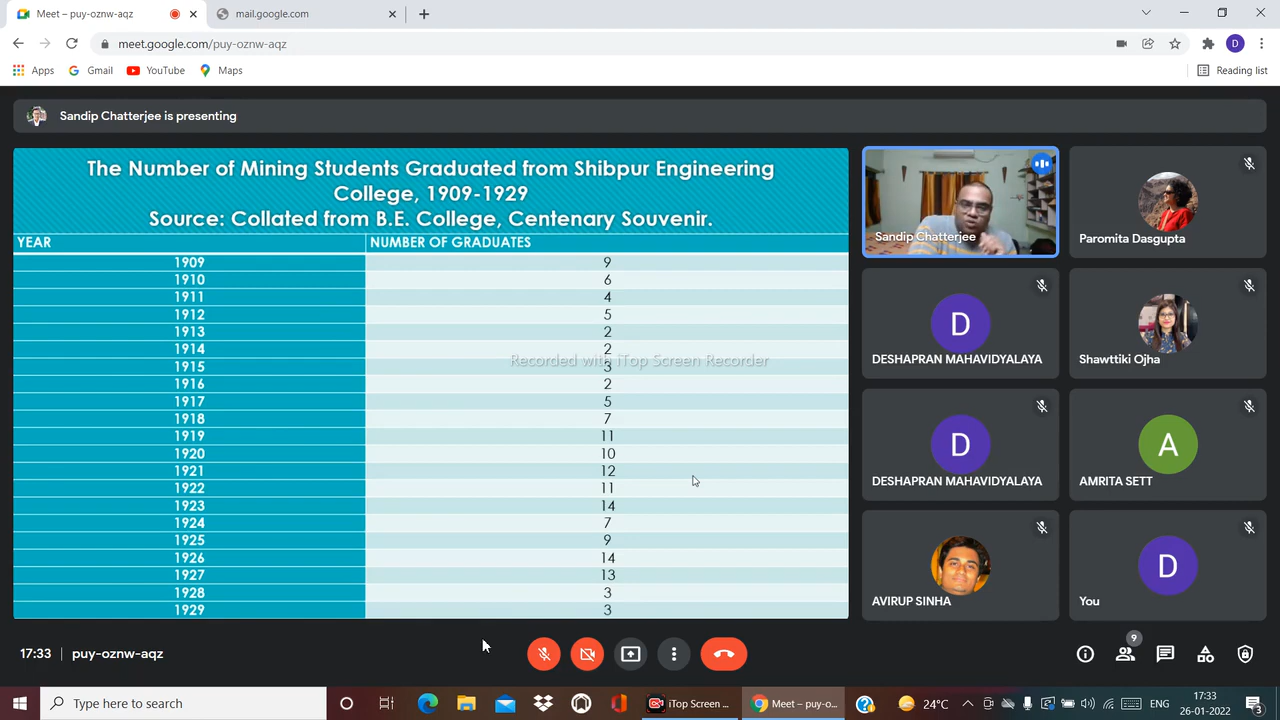 Meet – puy-oznw-aqz
mail.google.com
meet.google.com/puy-oznw-aqz
Apps
Gmail
YouTube
Maps
Reading list
Sandip Chatterjee is presenting
The Number of Mining Students Graduated from Shibpur Engineering
College, 1909-1929
Source: Collated from B.E. College, Centenary Souvenir.
YEAR NUMBER OF GRADUATES
1909 9
1910 6
1911 4
1912 5
1913 2
1914 2
Recorded with iTop Screen Recorder
1915 3
1916 2
1917 5
1918 7
1919 11
1920 10
1921 12
1922 11
1923 14
1924 7
1925 9
1926 14
1927 13
1928 3
1929 3
Sandip Chatterjee
Paromita Dasgupta
D
DESHAPRAN MAHAVIDYALAYA
Shawttiki Ojha
D
DESHAPRAN MAHAVIDYALAYA
A
AMRITA SETT
AVIRUP SINHA
D
You
17:33 | puy-oznw-aqz
9
Type here to search
iTop Screen ...
Meet – puy-o...
24°C
ENG
17:33
26-01-2022
3